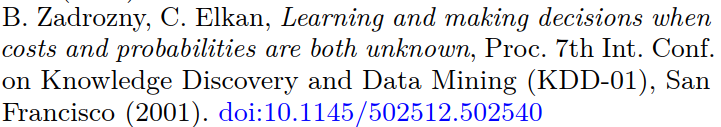 B. Zadrozny, C. Elkan, Learning and making decisions when
costs and probabilities are both unknown, Proc. 7th Int. Conf.
on Knowledge Discovery and Data Mining (KDD-01), San
Francisco (2001). doi:10.1145/502512.502540